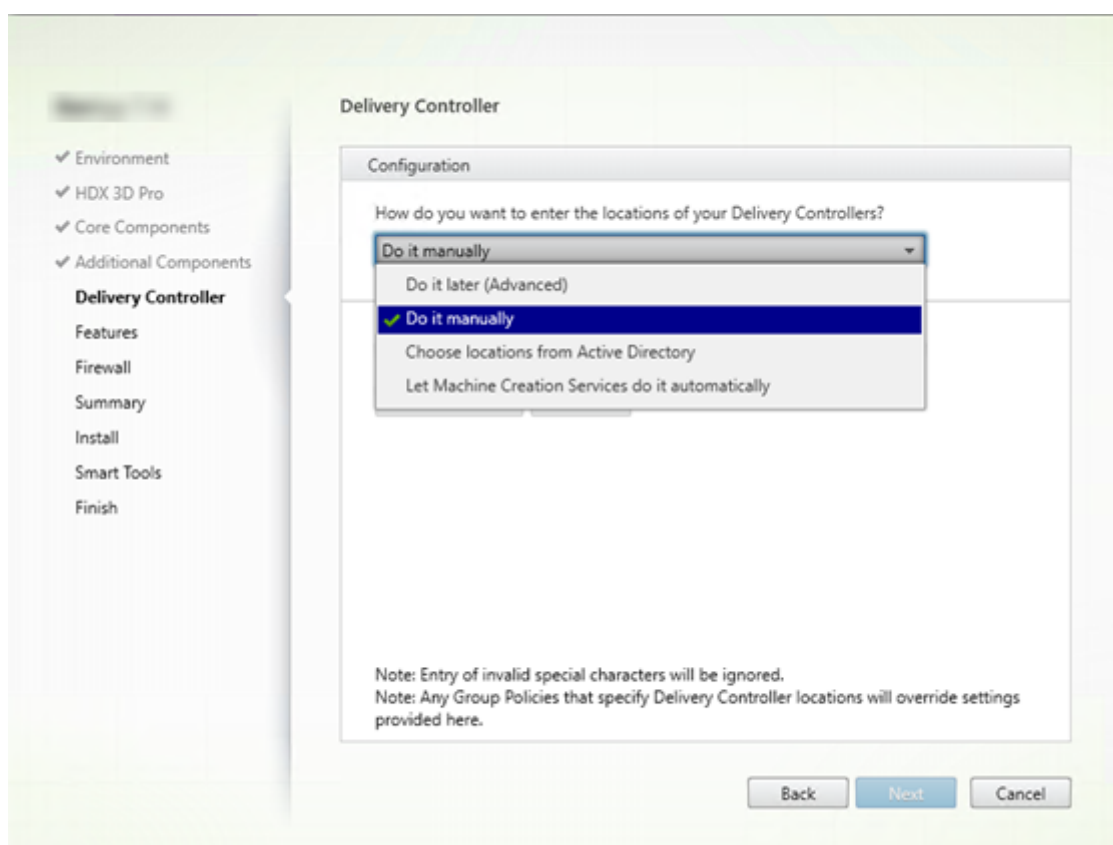 Delivery Controller
Environment
HDX 3D Pro
Core Components
Additional Components
Delivery Controller
Features
Firewall
Summary
Install
Smart Tools
Finish
Configuration
How do you want to enter the locations of your Delivery Controllers?
Do it manually
Do it later (Advanced)
Do it manually
Choose locations from Active Directory
Let Machine Creation Services do it automatically
Note: Entry of invalid special characters will be ignored.
Note: Any Group Policies that specify Delivery Controller locations will override settings
provided here.
Back
Next
Cancel